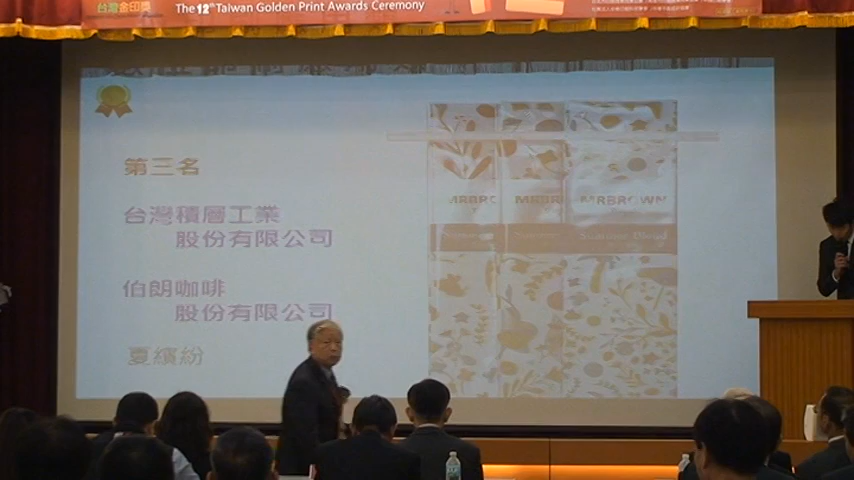 台灣金印獎
The 12th Taiwan Golden Print Awards Ceremony
第三名
台灣積層工業
股份有限公司
伯朗咖啡
股份有限公司
夏繽紛
MRBRC MRBR MRBROWN